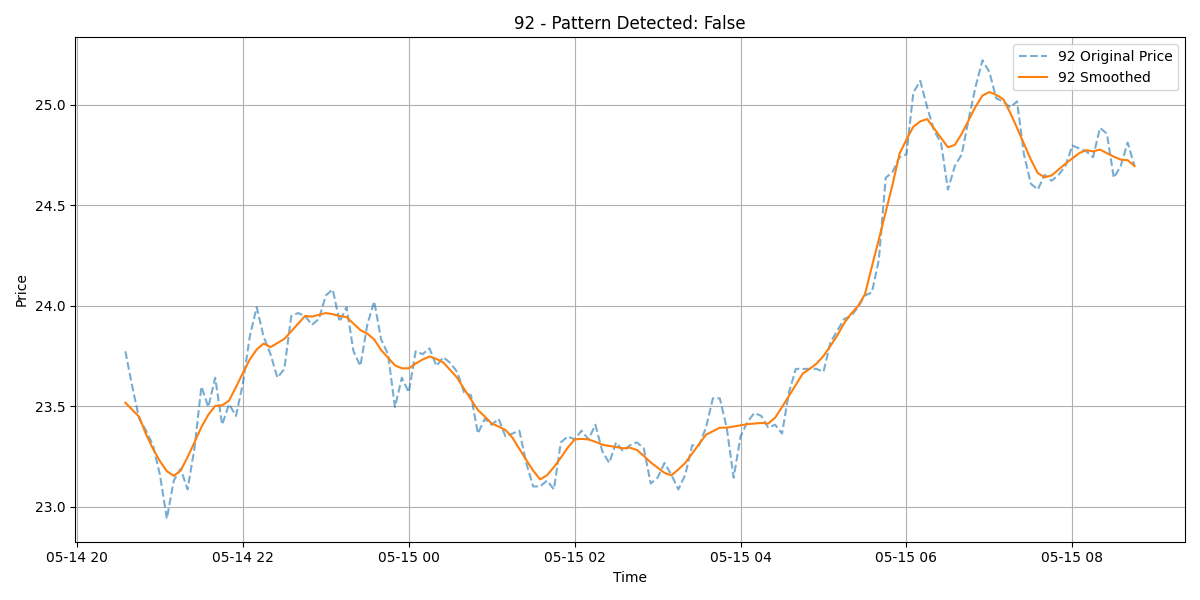 92 - Pattern Detected: False
92 Original Price
92 Smoothed
25.0
24.5
24.0
23.5
23.0
Price
05-14 20 05-14 22 05-15 00 05-15 02 05-15 04 05-15 06 05-15 08
Time